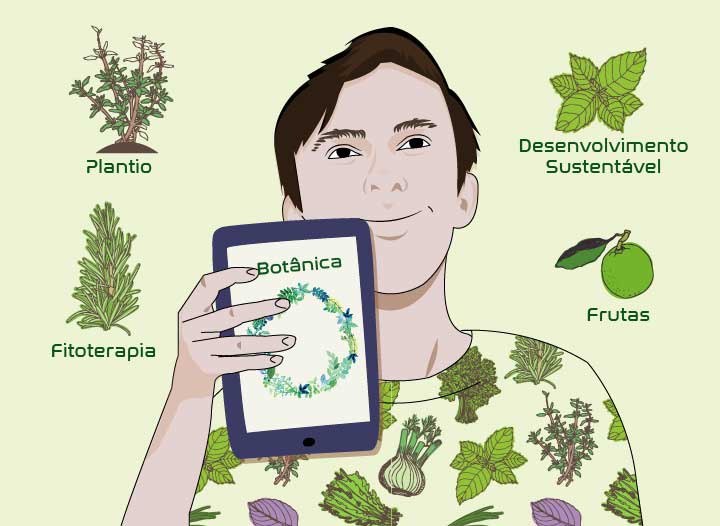 Plantio
Desenvolvimento
Sustentável
Botânica
Frutas
Fitoterapia